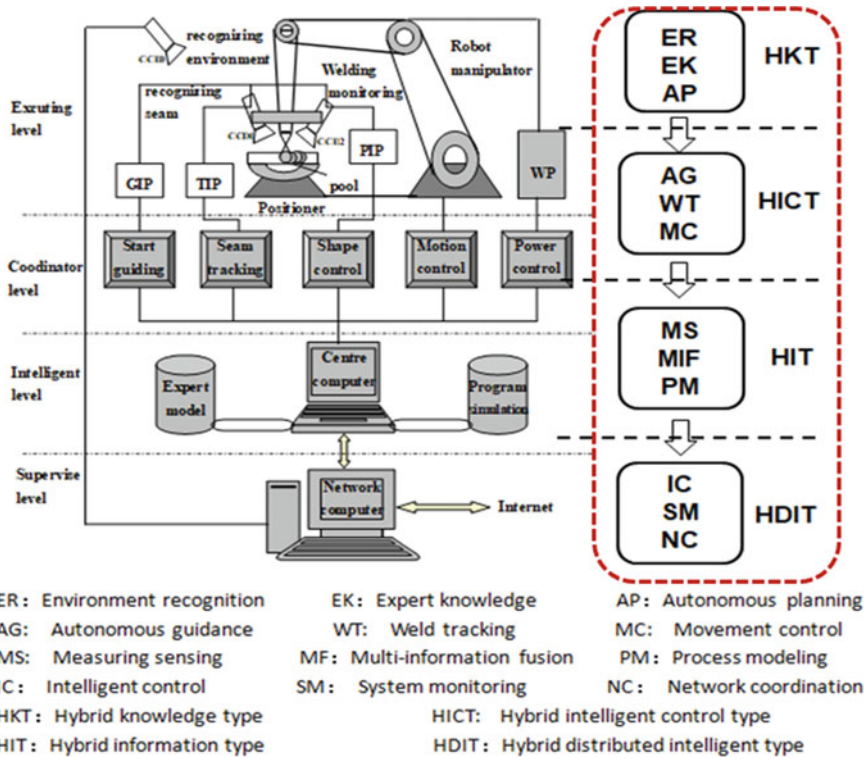 recognizing
environment
CCD0
Robot
manipulator
Welding
monitoring
recognizing
seam
Exzuting
level
CCD2
PIP
GIP
TIP
pool
WP
Positioner
Start
guiding
Seam
tracking
Shape
control
Motion
control
Power
control
Coodinator
level
Centre
computer
Intelligent
level
Expert
model
Program
simulation
Supervise
level
Network
computer
Internet
ER
EK
AP
HKT
AG
WT
MC
HICT
MS
MIF
PM
HIT
IC
SM
NC
HDIT
ER: Environment recognition EK: Expert knowledge AP: Autonomous planning
AG: Autonomous guidance WT: Weld tracking MC: Movement control
MS: Measuring sensing MF: Multi-information fusion PM: Process modeling
IC: Intelligent control SM: System monitoring NC: Network coordination
HKT: Hybrid knowledge type HICT: Hybrid intelligent control type
HIT: Hybrid information type HDIT: Hybrid distributed intelligent type